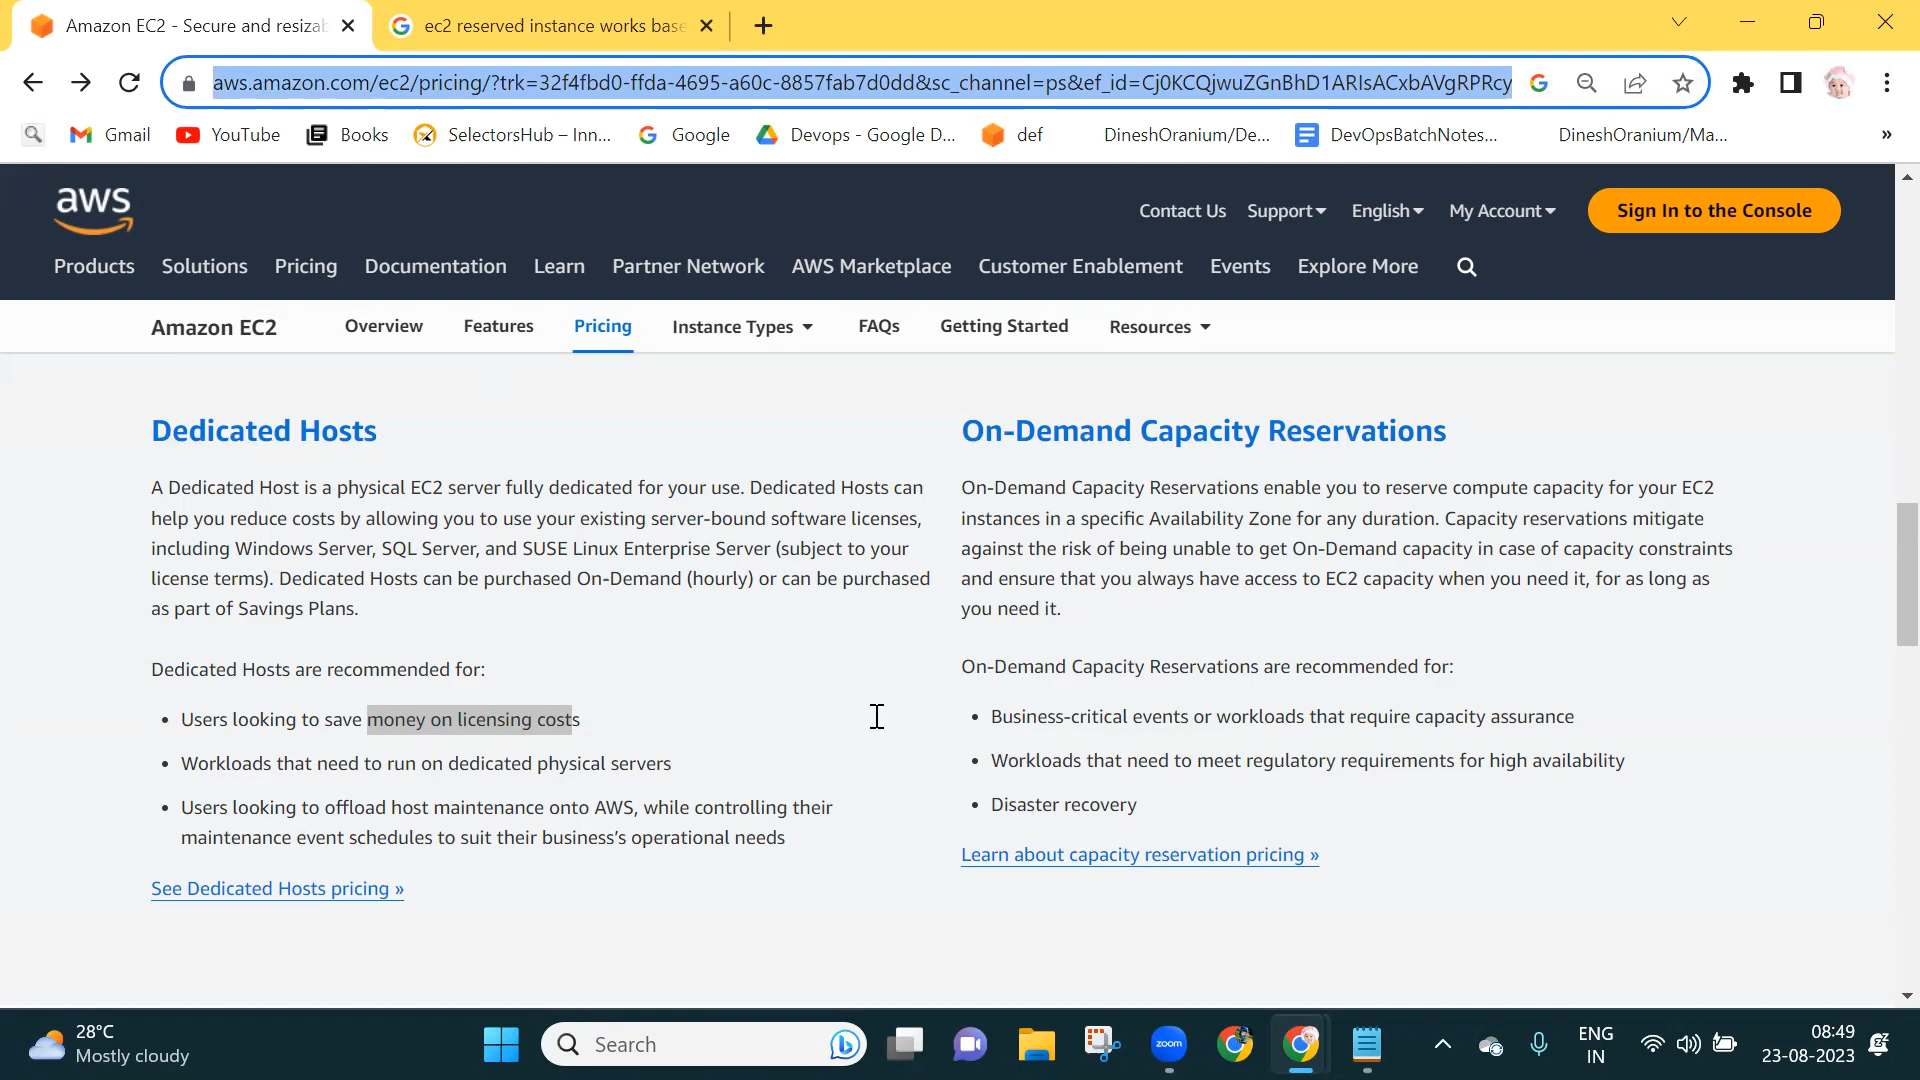 Amazon EC2 - Secure and resizab
ec2 reserved instance works base
aws.amazon.com/ec2/pricing/?trk=32f4fbd0-ffda-4695-a60c-8857fab7d0dd&sc_channel=ps&ef_id=Cj0KCQjwuZGnBhD1ARIsACxbAVgRPRcy
Gmail YouTube Books SelectorsHub – Inn... Google Devops - Google D... def DineshOranium/De... DevOpsBatchNotes... DineshOranium/Ma... »
aws
Contact Us Support English My Account Sign In to the Console
Products Solutions Pricing Documentation Learn Partner Network AWS Marketplace Customer Enablement Events Explore More
Amazon EC2 Overview Features Pricing Instance Types FAQs Getting Started Resources
Dedicated Hosts
A Dedicated Host is a physical EC2 server fully dedicated for your use. Dedicated Hosts can
help you reduce costs by allowing you to use your existing server-bound software licenses,
including Windows Server, SQL Server, and SUSE Linux Enterprise Server (subject to your
license terms). Dedicated Hosts can be purchased On-Demand (hourly) or can be purchased
as part of Savings Plans.
Dedicated Hosts are recommended for:
• Users looking to save money on licensing costs
• Workloads that need to run on dedicated physical servers
• Users looking to offload host maintenance onto AWS, while controlling their
maintenance event schedules to suit their business’s operational needs
See Dedicated Hosts pricing »
On-Demand Capacity Reservations
On-Demand Capacity Reservations enable you to reserve compute capacity for your EC2
instances in a specific Availability Zone for any duration. Capacity reservations mitigate
against the risk of being unable to get On-Demand capacity in case of capacity constraints
and ensure that you always have access to EC2 capacity when you need it, for as long as
you need it.
On-Demand Capacity Reservations are recommended for:
• Business-critical events or workloads that require capacity assurance
• Workloads that need to meet regulatory requirements for high availability
• Disaster recovery
Learn about capacity reservation pricing »
28°C
Mostly cloudy
Search
zoom
ENG
IN
08:49
23-08-2023